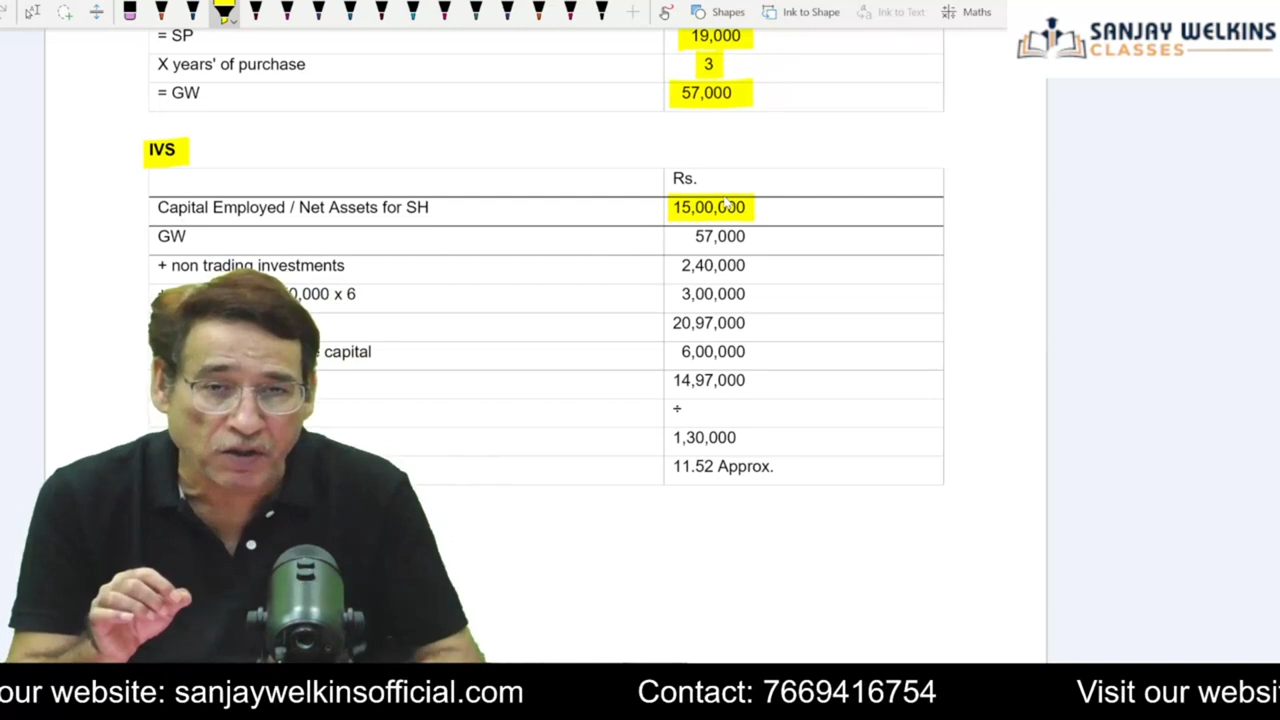 Shapes Ink to Shape Ink to Text Maths
SANJAY WELKINS
CLASSES
= SP 19,000
X years' of purchase 3
= GW 57,000
IVS
Rs.
Capital Employed / Net Assets for SH 15,00,000
GW 57,000
+ non trading investments 2,40,000
0,000 x 6 3,00,000
20,97,000
capital 6,00,000
14,97,000
÷
1,30,000
11.52 Approx.
our website: sanjaywelkinsofficial.com Contact: 7669416754 Visit our websi